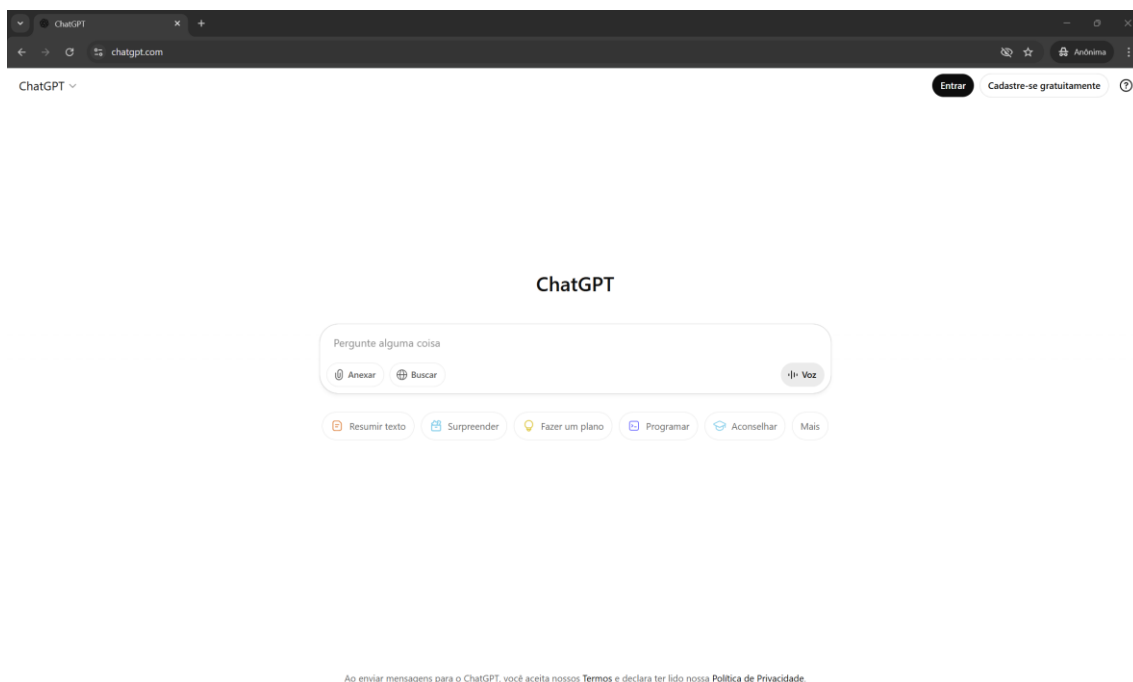 ChatGPT
chatgpt.com
Anônima
ChatGPT
Entrar
Cadastre-se gratuitamente
ChatGPT
Pergunte alguma coisa
Anexar
Buscar
Voz
Resumir texto
Surpreender
Fazer um plano
Programar
Aconselhar
Mais
Ao enviar mensagens para o ChatGPT, você aceita nossos Termos e declara ter lido nossa Política de Privacidade.